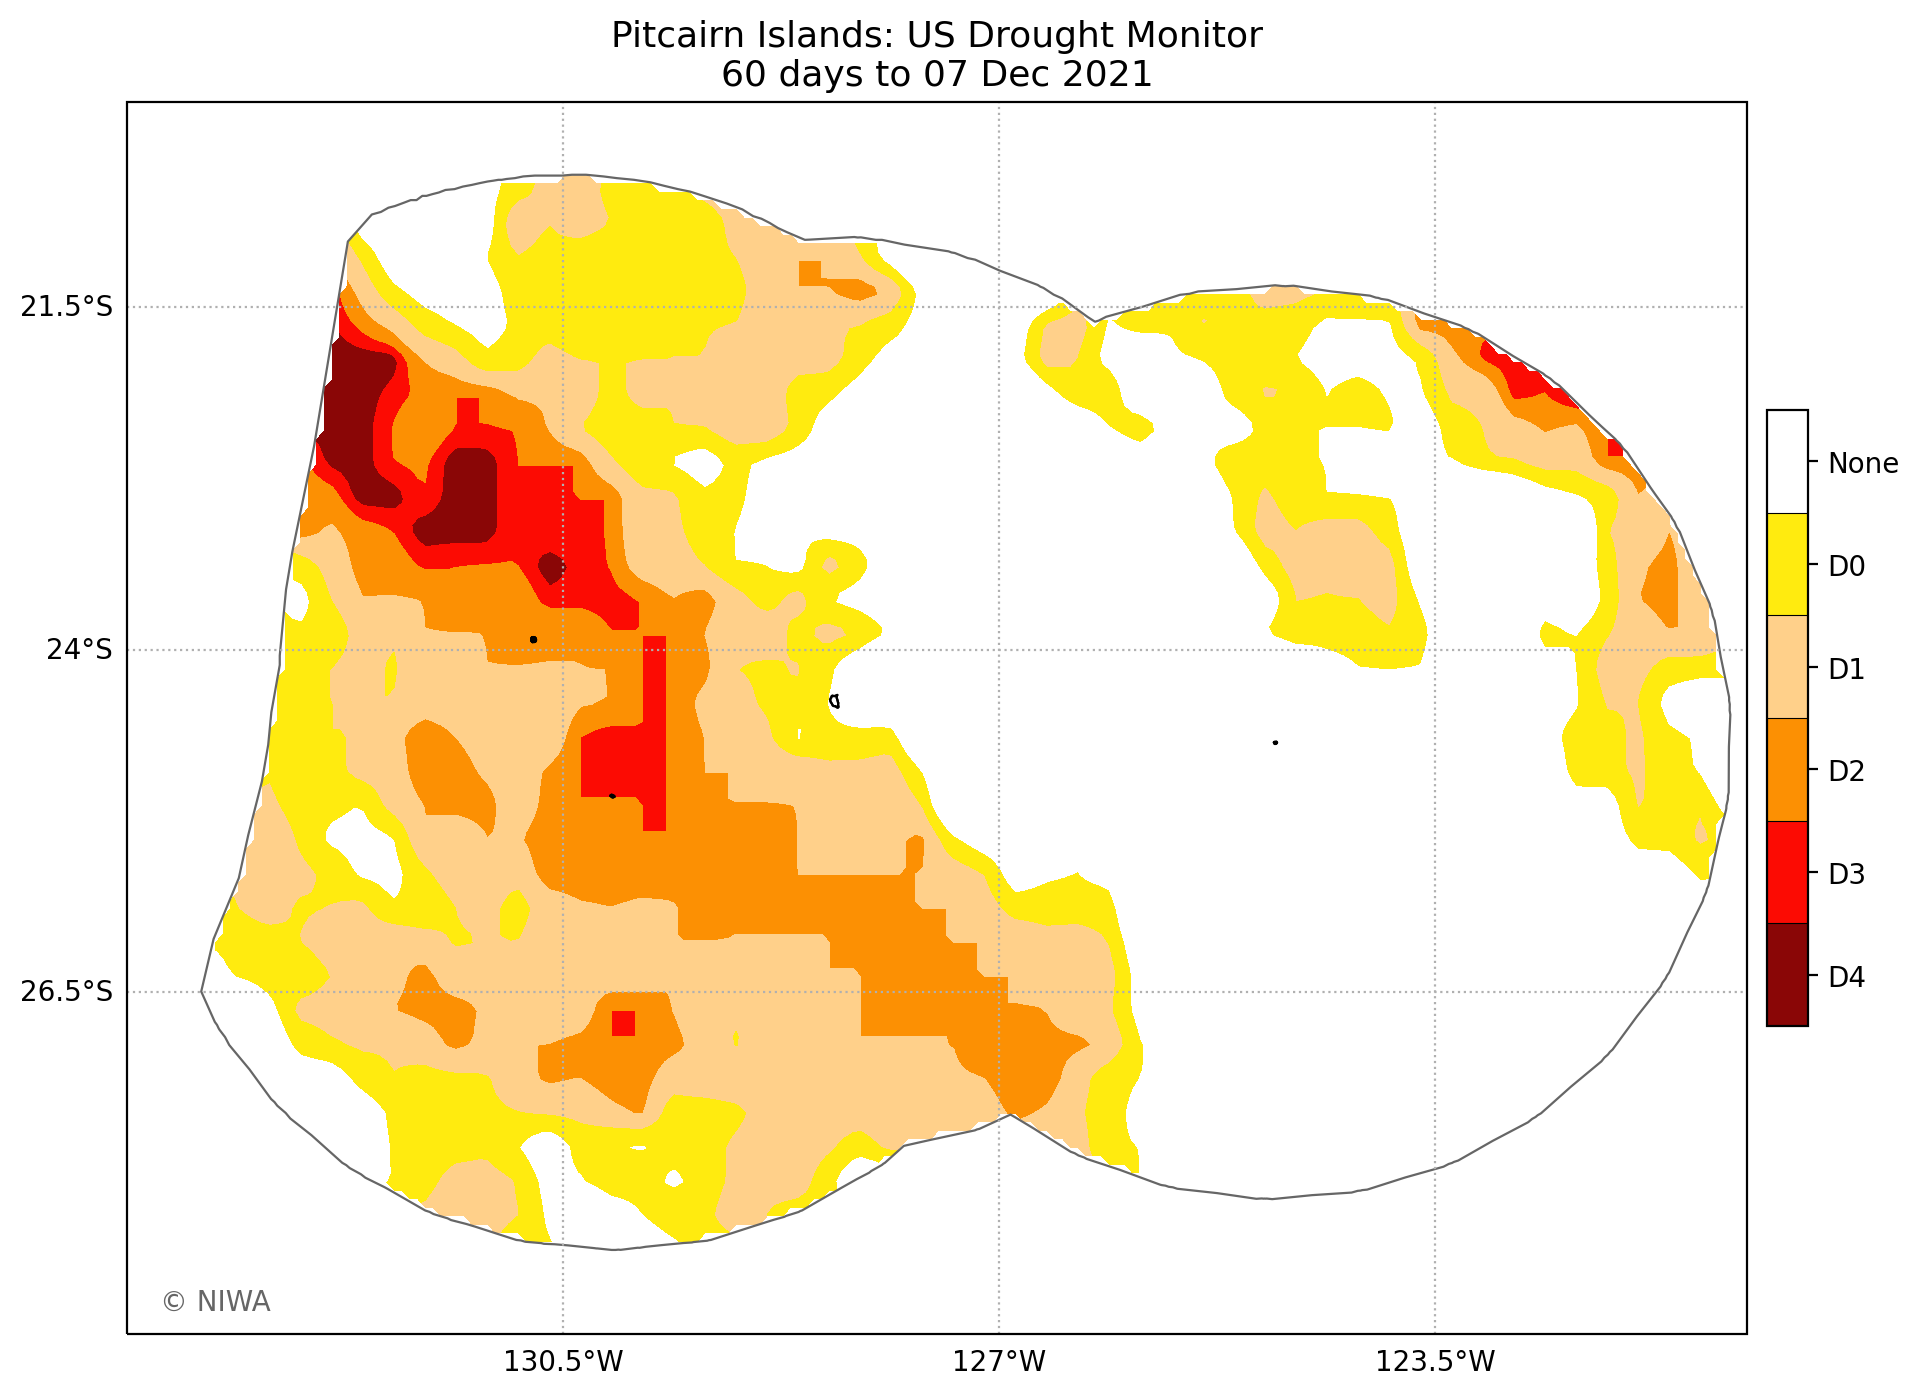 Pitcairn Islands: US Drought Monitor
60 days to 07 Dec 2021
21.5°S
24°S
26.5°S
130.5°W
127°W
123.5°W
None
D0
D1
D2
D3
D4
© NIWA